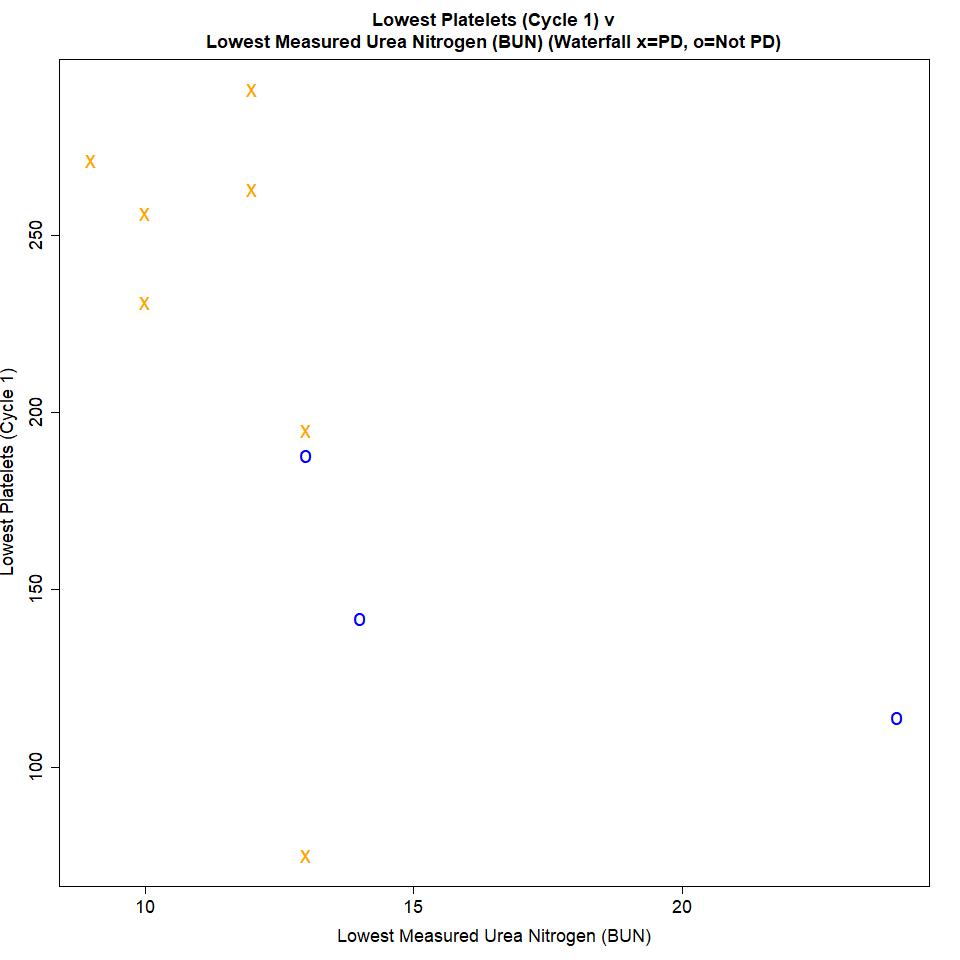 Lowest Platelets (Cycle 1) v
Lowest Measured Urea Nitrogen (BUN) (Waterfall x=PD, o=Not PD)
Lowest Platelets (Cycle 1)
250
200
150
100
X
X
X
X
X
X
O
O
O
X
10 15 20
Lowest Measured Urea Nitrogen (BUN)